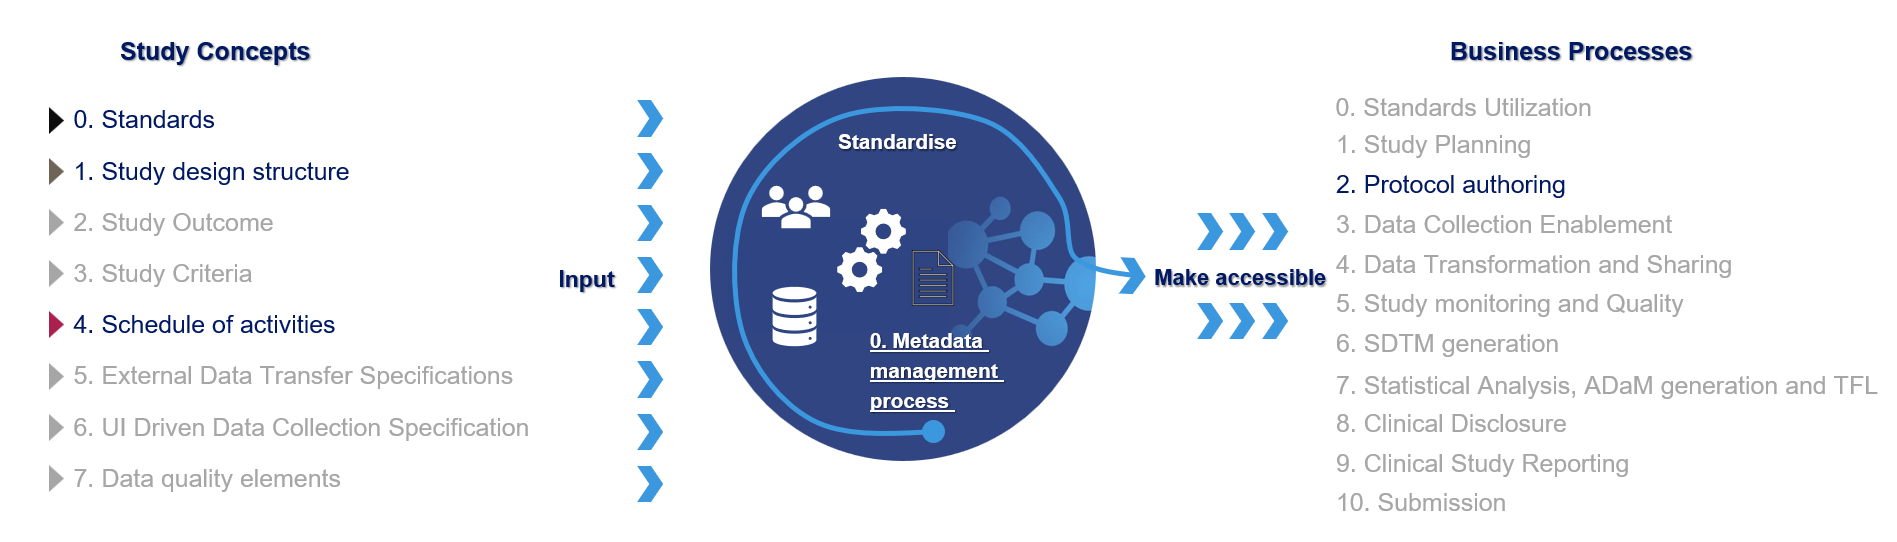 Study Concepts
0. Standards
1. Study design structure
2. Study Outcome
3. Study Criteria
4. Schedule of activities
5. External Data Transfer Specifications
6. UI Driven Data Collection Specification
7. Data quality elements
Input
Standardise
0. Metadata
management
process
Make accessible
Business Processes
0. Standards Utilization
1. Study Planning
2. Protocol authoring
3. Data Collection Enablement
4. Data Transformation and Sharing
5. Study monitoring and Quality
6. SDTM generation
7. Statistical Analysis, ADaM generation and TFL
8. Clinical Disclosure
9. Clinical Study Reporting
10. Submission